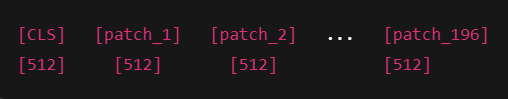 [CLS] [patch_1] [patch_2] ... [patch_196]
[512] [512] [512] [512]